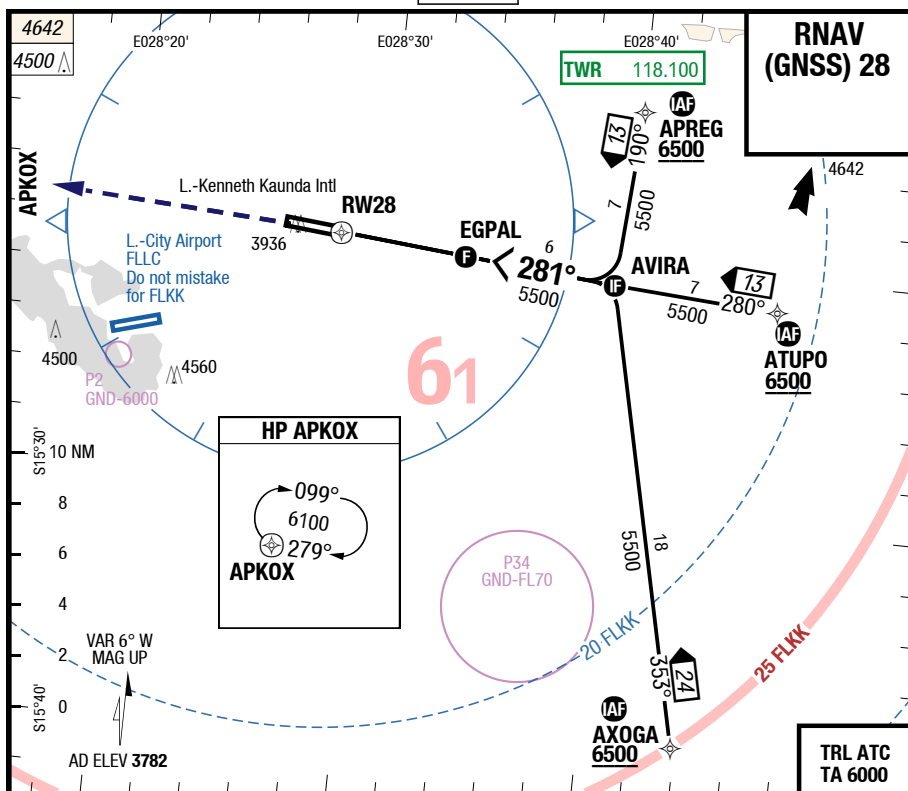 4642
4500
E028°20'
E028°30'
E028°40'
RNAV
(GNSS) 28
TWR 118.100
IAF
APREG
6500
13
190°
7
5500
4642
APKOX
L.-Kenneth Kaunda Intl
RW28
3936
EGPAL
F
6
281°
5500
AVIRA
IF
7
5500
13
280°
IAF
ATUPO
6500
L.-City Airport
FLLC
Do not mistake
for FLKK
4500
4560
P2
GND-6000
61
HP APKOX
099°
6100
279°
APKOX
S15°30'
10 NM
8
6
4
2
0
S15°40'
18
5500
P34
GND-FL70
20 FLKK
25 FLKK
353°
24
IAF
AXOGA
6500
VAR 6° W
MAG UP
AD ELEV 3782
TRL ATC
TA 6000